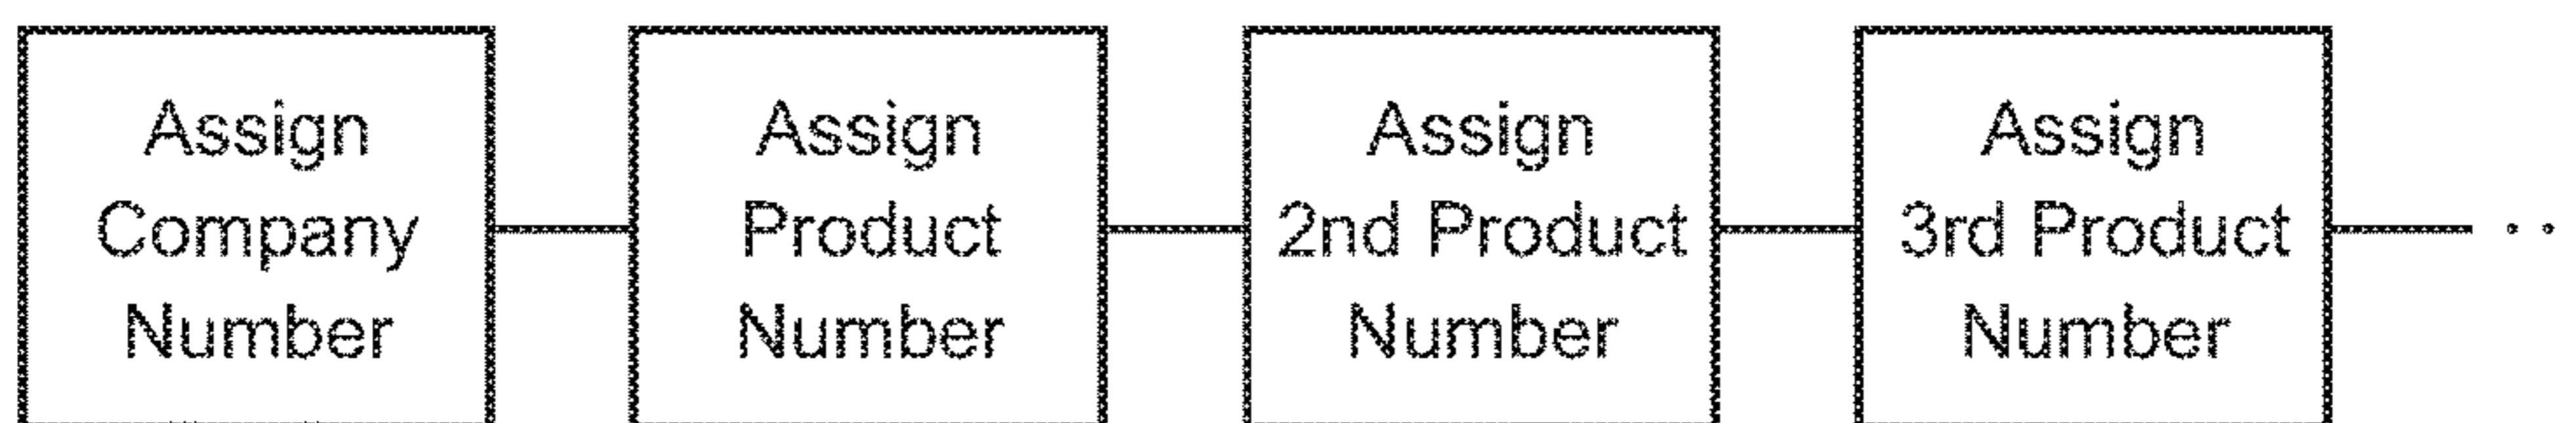 Assign
Company
Number
Assign
Product
Number
Assign
2nd Product
Number
Assign
3rd Product
Number